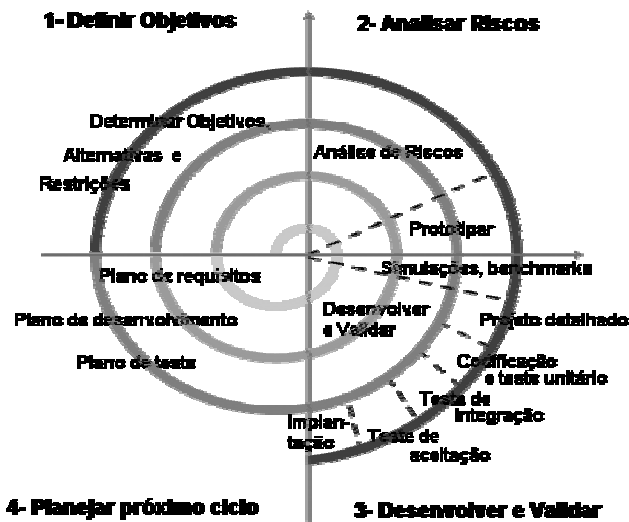 1- Definir Objetivos
2- Analisar Riscos
Determinar Objetivos,
Alternativas e
Restrições
Análise de Riscos
Prototipar
Simulações, benchmarks
Plano de requisitos
Plano de desenvolvimento
Plano de teste
Desenvolver
e Validar
Projeto detalhado
Codificação
e teste unitário
Teste de
integração
Teste de
aceitação
Implan-
tação
4- Planejar próximo ciclo
3- Desenvolver e Validar